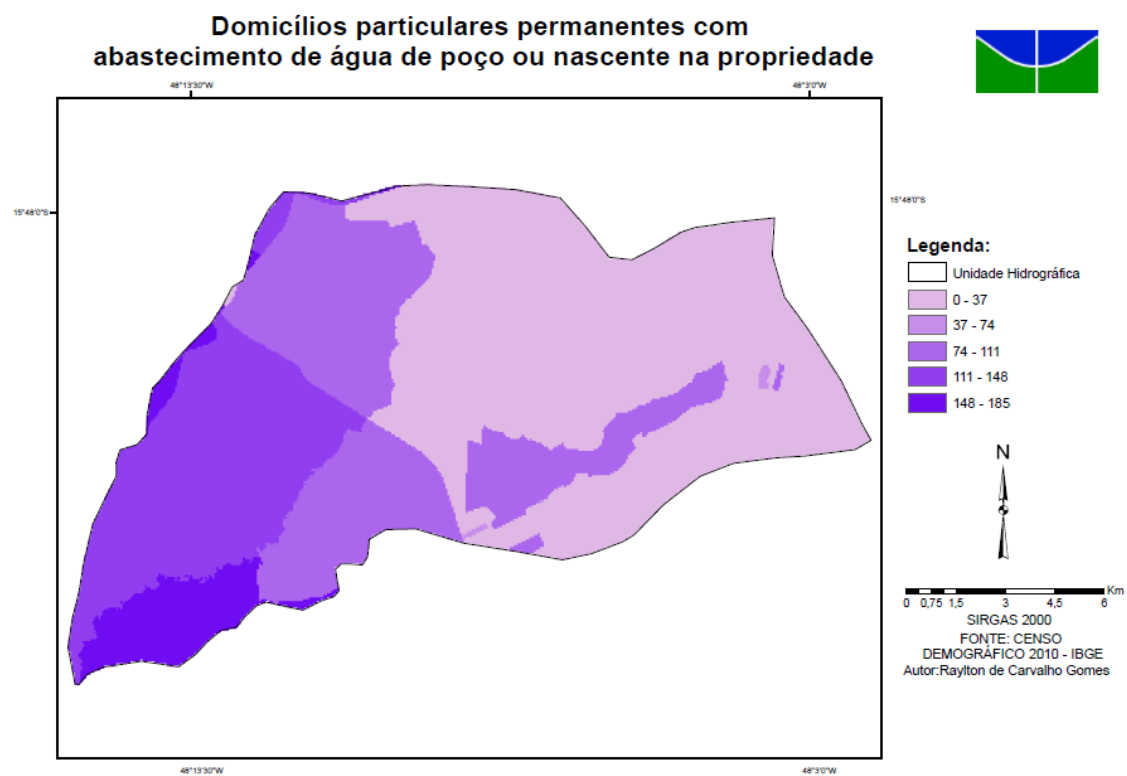 Domicílios particulares permanentes com
abastecimento de água de poço ou nascente na propriedade
48°13'30"W
48°3'0"W
15°48'0"S
15°48'0"S
Legenda:
Unidade Hidrográfica
0 - 37
37 - 74
74 - 111
111 - 148
148 - 185
N
Km
0 0,75 1,5 3 4,5 6
SIRGAS 2000
FONTE: CENSO
DEMOGRÁFICO 2010 - IBGE
Autor:Raylton de Carvalho Gomes
48°13'30"W
48°3'0"W